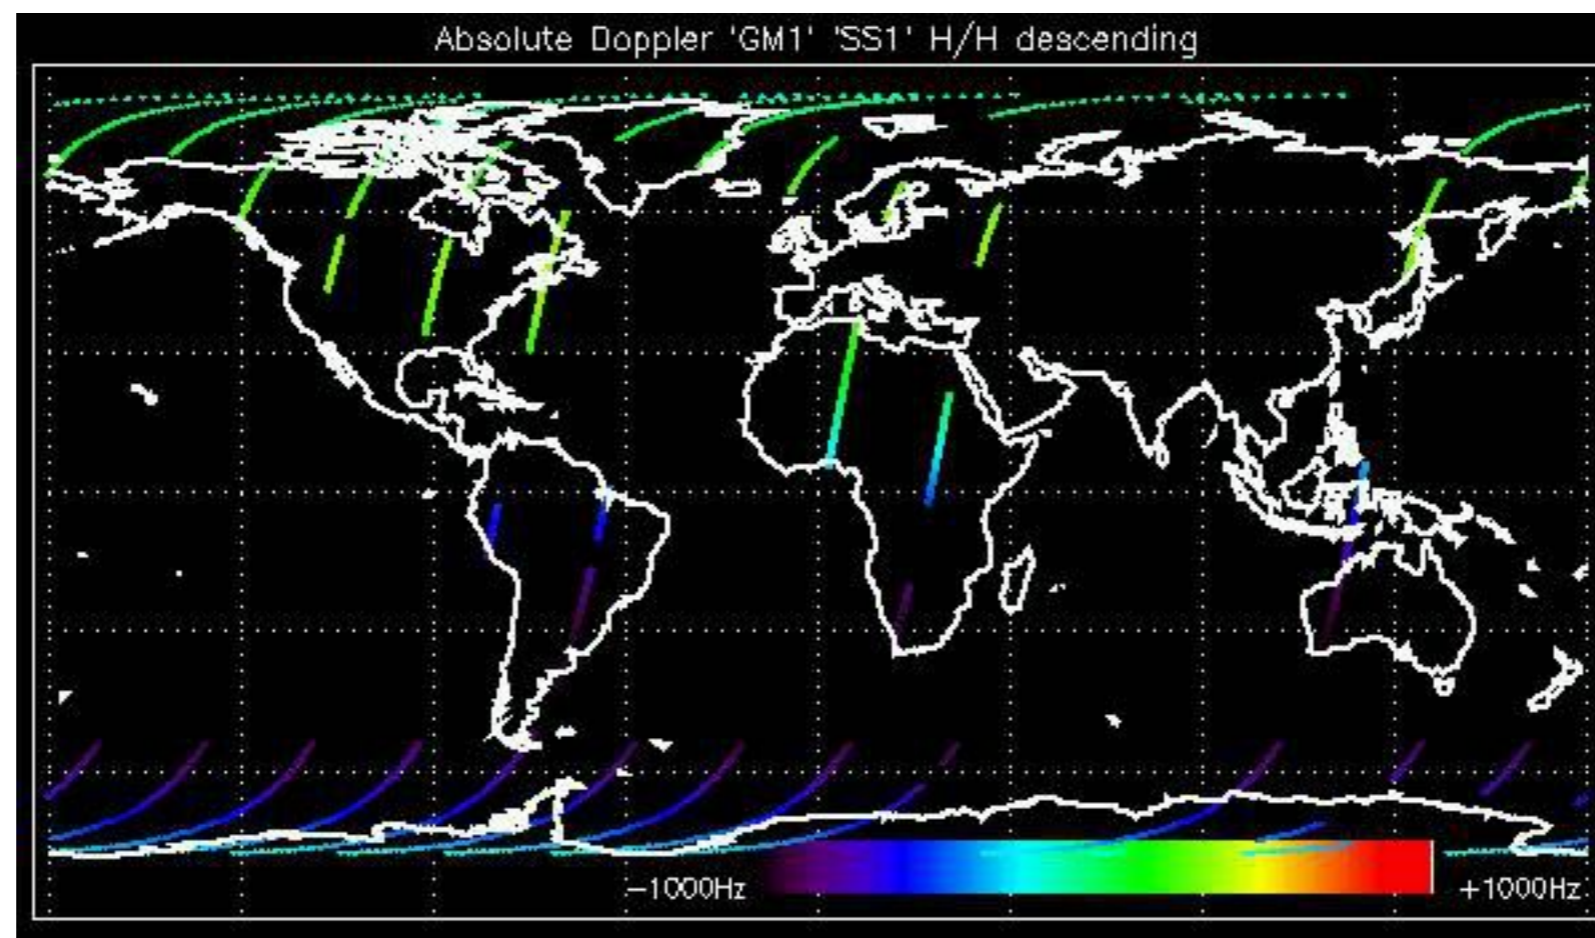 Absolute Doppler 'GM1' 'SS1' H/H descending
−1000Hz
+1000Hz